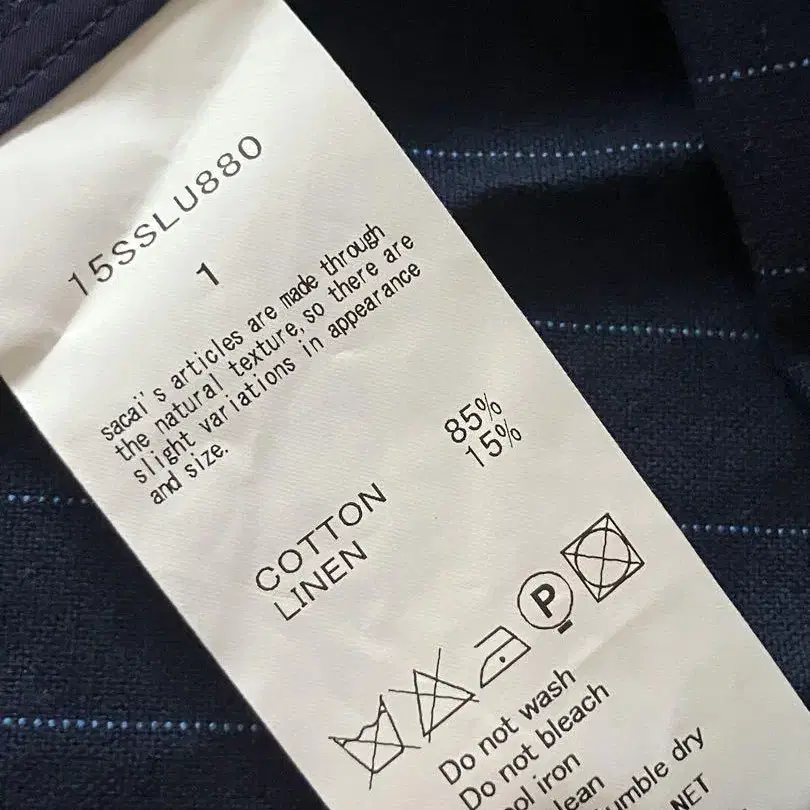 15SSLU880
1
sacai's articles are made through
the natural texture, so there are
slight variations in appearance
and size.
COTTON 85%
LINEN 15%
P
Do not wash
Do not bleach
iron
umble dry
NET